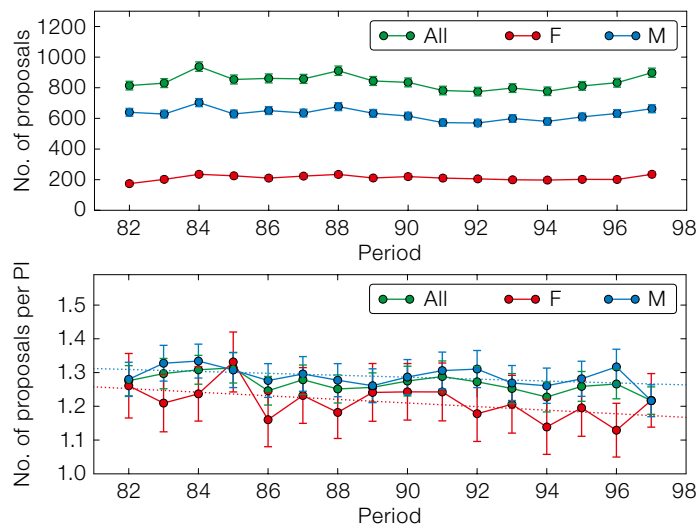 1300
1200
1000
800
600
400
200
0
No. of proposals
All F M
82 84 86 88 90 92 94 96 98
Period
1.5
1.4
1.3
1.2
1.1
1.0
No. of proposals per PI
All F M
82 84 86 88 90 92 94 96 98
Period